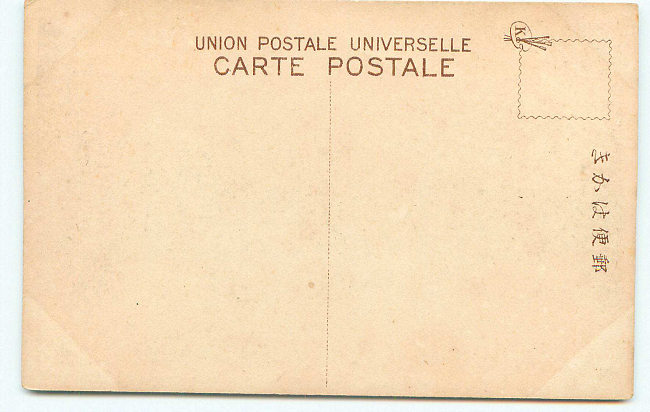 UNION POSTALE UNIVERSELLE
CARTE POSTALE
K
きかは便郵